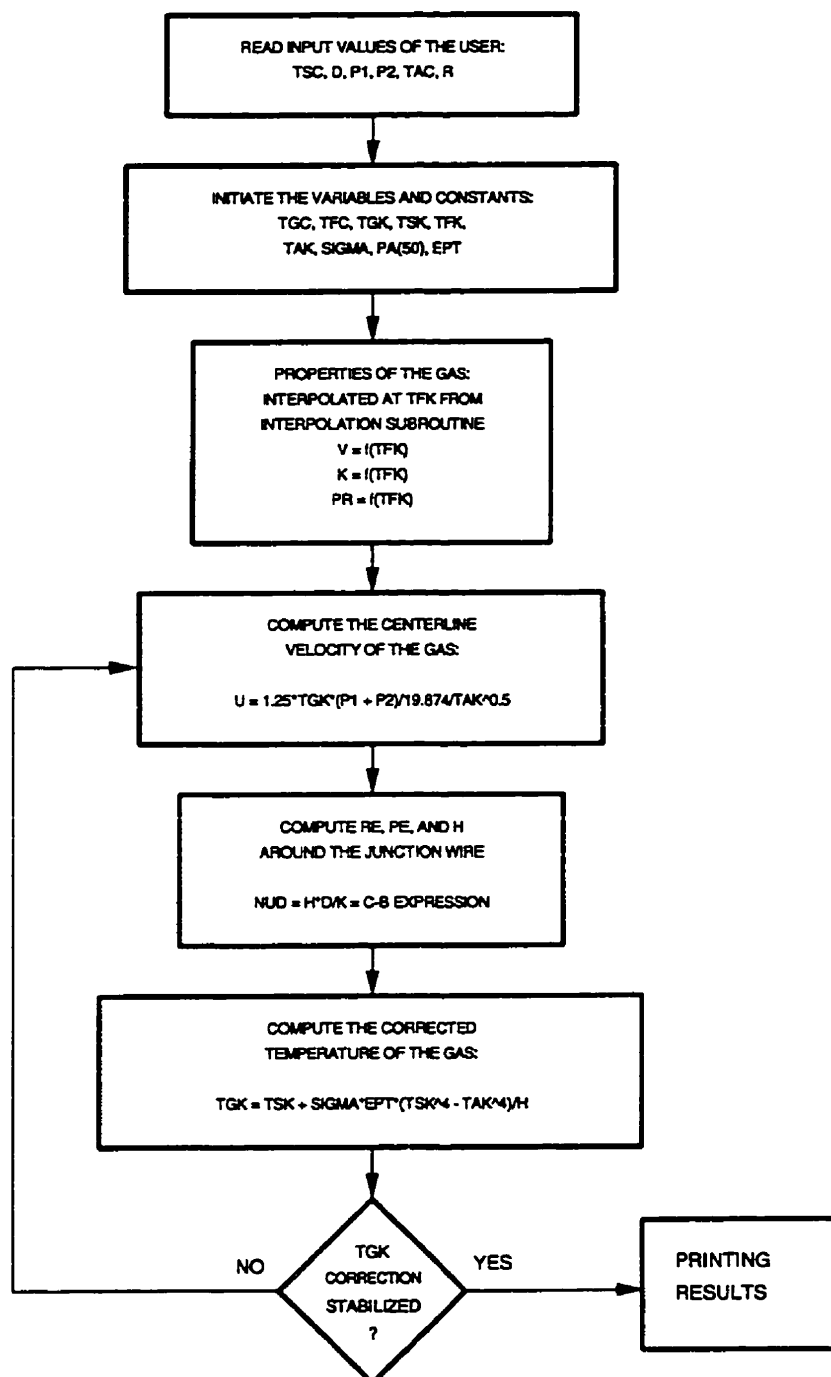 READ INPUT VALUES OF THE USER:
TSC, D, P1, P2, TAC, R
INITIATE THE VARIABLES AND CONSTANTS:
TGC, TFC, TGK, TSK, TFK,
TAK, SIGMA, PA(50), EPT
PROPERTIES OF THE GAS:
INTERPOLATED AT TFK FROM
INTERPOLATION SUBROUTINE
V = f(TFK)
K = f(TFK)
PR = f(TFK)
COMPUTE THE CENTERLINE
VELOCITY OF THE GAS:
U = 1.25*TGK*(P1 + P2)/19.874/TAK^0.5
COMPUTE RE, PE, AND H
AROUND THE JUNCTION WIRE
NUD = H*D/K = C-B EXPRESSION
COMPUTE THE CORRECTED
TEMPERATURE OF THE GAS:
TGK = TSK + SIGMA*EPT*(TSK^4 - TAK^4)/H
TGK
CORRECTION
STABILIZED
?
NO
YES
PRINTING
RESULTS